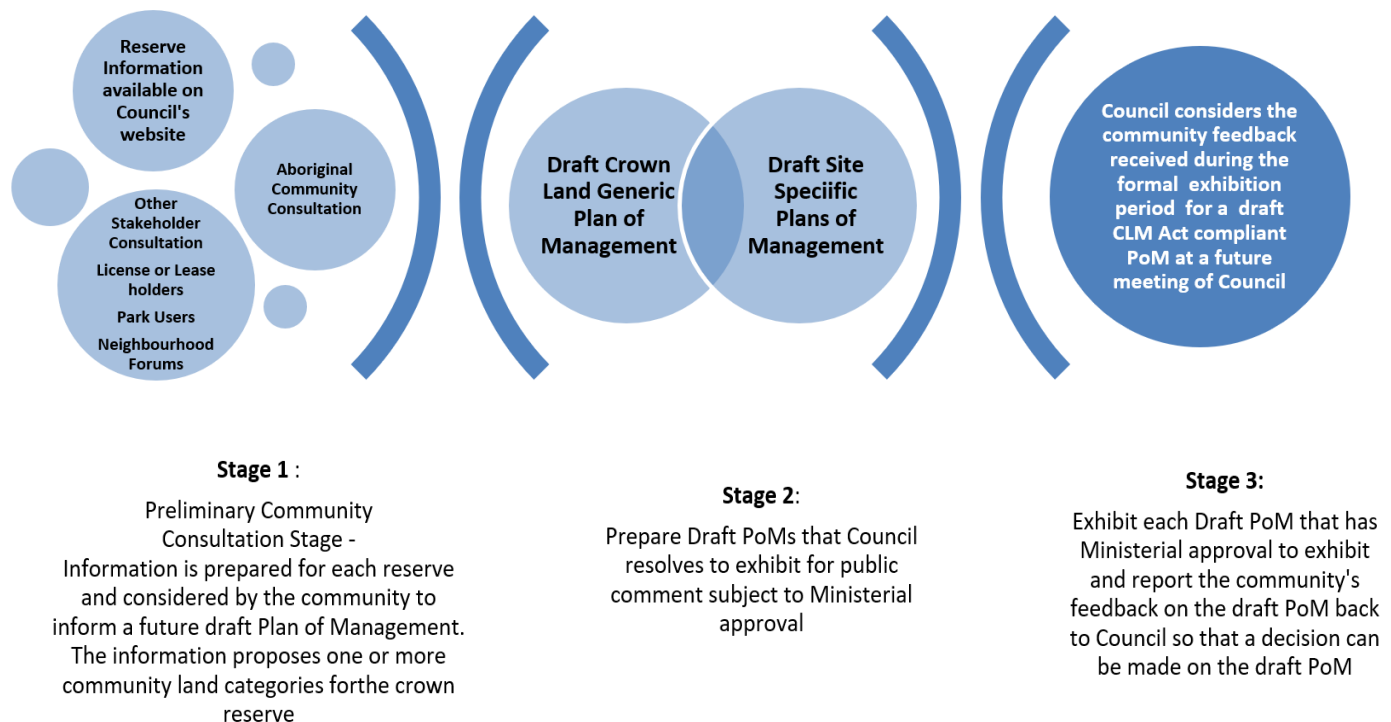 Reserve
Information
available on
Council's
website
Aboriginal
Community
Consultation
Other
Stakeholder
Consultation
License or Lease
holders
Park Users
Neighbourhood
Forums
Draft Crown
Land Generic
Plan of
Management
Draft Site
Speciific
Plans of
Management
Council considers the
community feedback
received during the
formal exhibition
period for a draft
CLM Act compliant
PoM at a future
meeting of Council
Stage 1 :
Preliminary Community
Consultation Stage -
Information is prepared for each reserve
and considered by the community to
inform a future draft Plan of Management.
The information proposes one or more
community land categories forthe crown
reserve
Stage 2:
Prepare Draft PoMs that Council
resolves to exhibit for public
comment subject to Ministerial
approval
Stage 3:
Exhibit each Draft PoM that has
Ministerial approval to exhibit
and report the community's
feedback on the draft PoM back
to Council so that a decision can
be made on the draft PoM